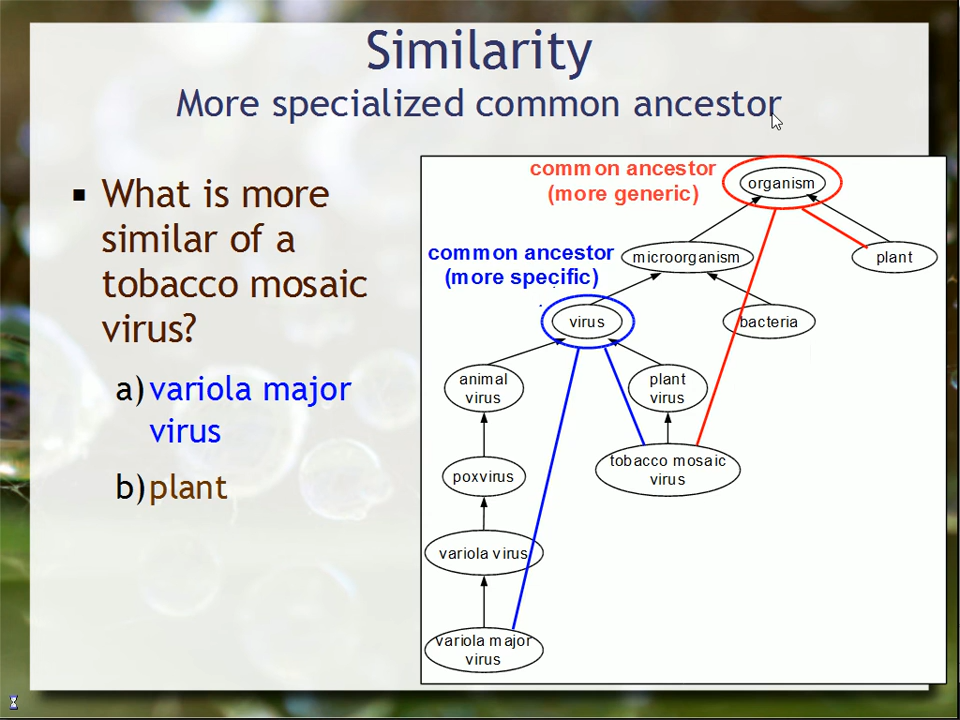 Similarity
More specialized common ancestor
What is more
similar of a
tobacco mosaic
virus?
a) variola major
virus
b) plant
common ancestor
(more generic)
organism
common ancestor
(more specific)
microorganism
plant
virus
bacteria
animal
virus
plant
virus
poxvirus
tobacco mosaic
virus
variola virus
variola major
virus